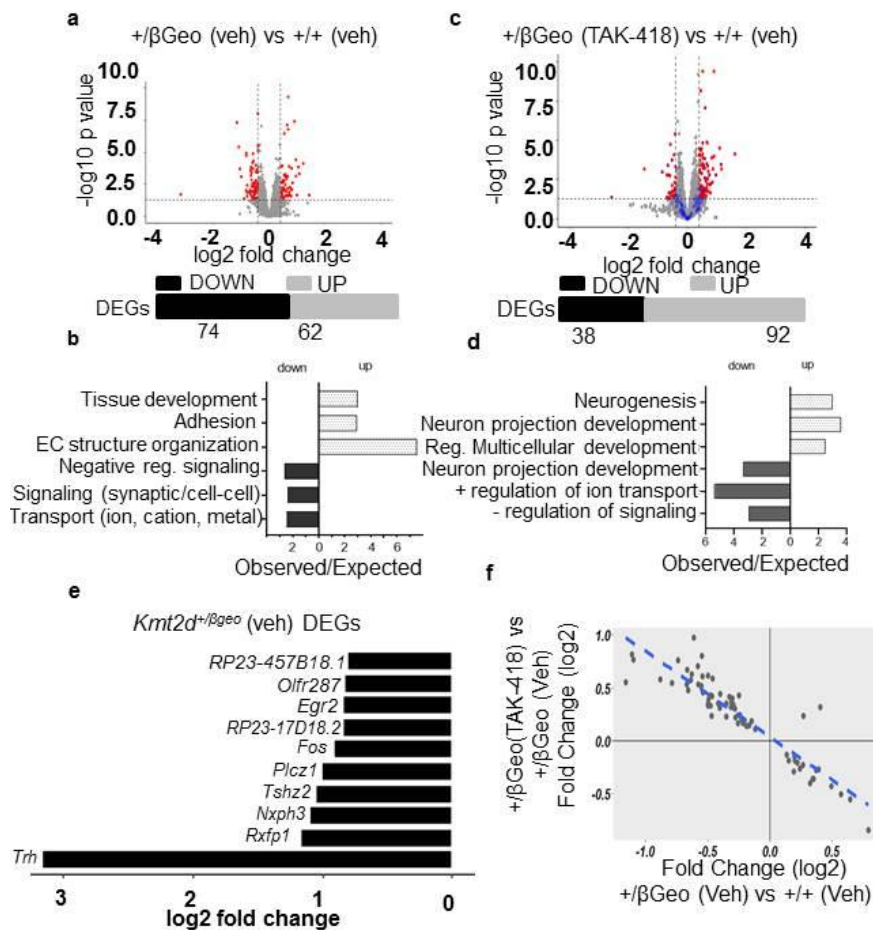 a
+/βGeo (veh) vs +/+ (veh)
-log10 p value
10.0
7.5
5.0
2.5
0.0
-4 -2 0 2 4
log2 fold change
DOWN UP
DEGs
74 62
b
down up
Tissue development
Adhesion
EC structure organization
Negative reg. signaling
Signaling (synaptic/cell-cell)
Transport (ion, cation, metal)
2 0 2 4 6
Observed/Expected
c
+/βGeo (TAK-418) vs +/+ (veh)
-log10 p value
10.0
7.5
5.0
2.5
0.0
-4 -2 0 2 4
log2 fold change
DOWN UP
DEGs
38 92
d
down up
Neurogenesis
Neuron projection development
Reg. Multicellular development
Neuron projection development
+ regulation of ion transport
- regulation of signaling
6 4 2 0 2 4
Observed/Expected
e
Kmt2d+/βgeo (veh) DEGs
RP23-457B18.1
Olfr287
Egr2
RP23-17D18.2
Fos
Plcz1
Tshz2
Nxph3
Rxfp1
Trh
3 2 1 0
log2 fold change
f
+/βGeo(TAK-418) vs
+/βGeo (Veh)
Fold Change (log2)
1.0
0.5
0.0
-0.5
-1.0 -0.5 0.0 0.5
Fold Change (log2)
+/βGeo (Veh) vs +/+ (Veh)